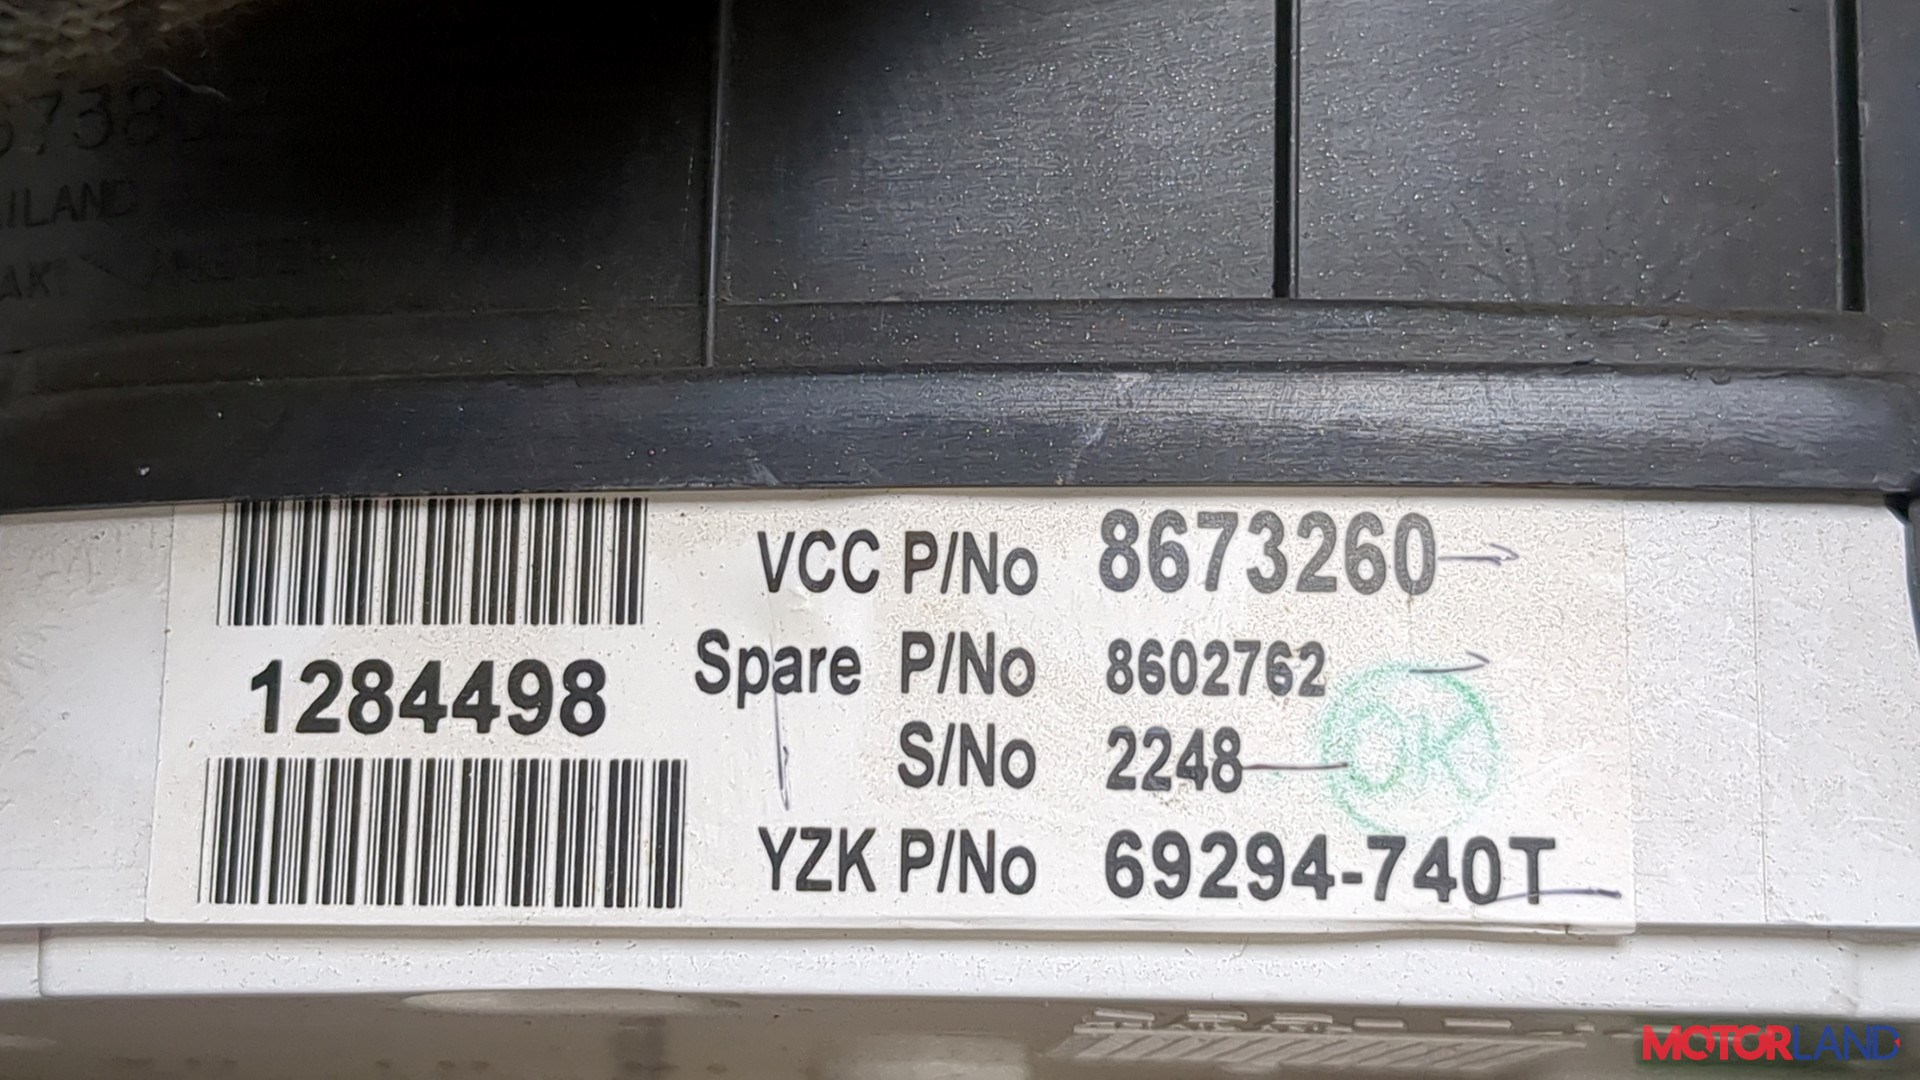 1284498
VCC P/No 8673260
Spare P/No 8602762
S/No 2248
OK
YZK P/No 69294-740T
MOTORLAND